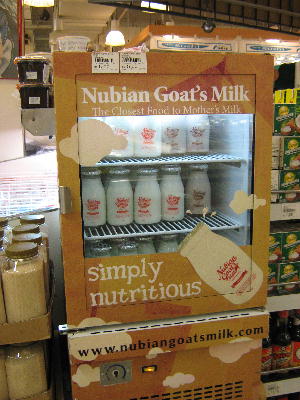 Nubian Goat's Milk
The Closest Food to Mother's Milk
simply
nutritious
www.nubiangoatsmilk.com